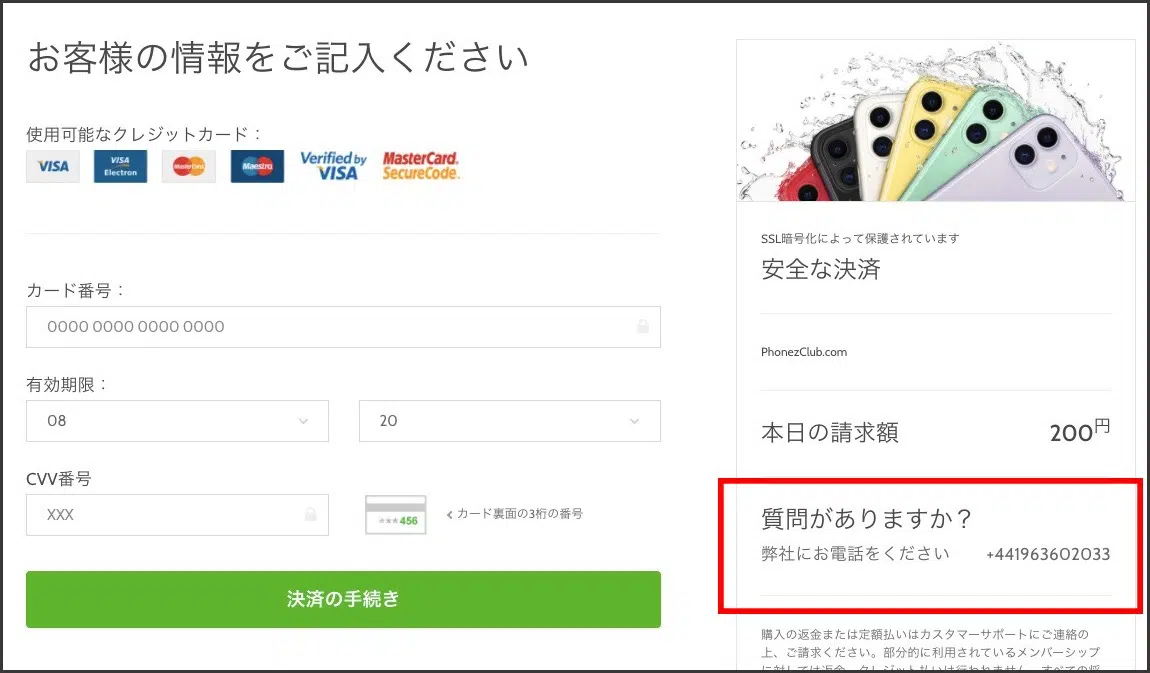 お客様の情報をご記入ください
使用可能なクレジットカード：
VISA
VISA
Electron
MasterCard
Maestro
Verified by
VISA
MasterCard.
SecureCode.
カード番号：
0000 0000 0000 0000
有効期限：
08
20
CVV番号
XXX
***456
‹ カード裏面の3桁の番号
決済の手続き
SSL暗号化によって保護されています
安全な決済
PhonezClub.com
本日の請求額 200円
質問がありますか？
弊社にお電話をください +441963602033
購入の返金または定額払いはカスタマーサポートにご連絡の
上、ご請求ください。部分的に利用されているメンバーシップ